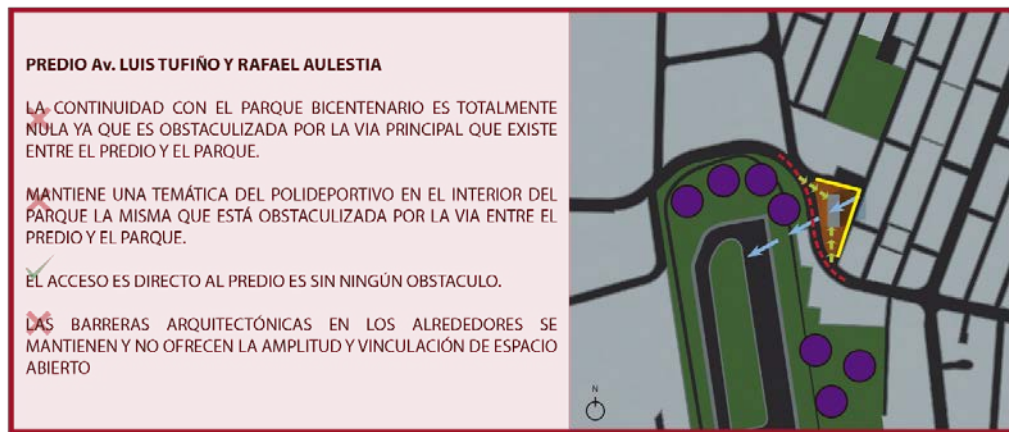 PREDIO Av. LUIS TUFIÑO Y RAFAEL AULESTIA
LA CONTINUIDAD CON EL PARQUE BICENTENARIO ES TOTALMENTE
NULA YA QUE ES OBSTACULIZADA POR LA VIA PRINCIPAL QUE EXISTE
ENTRE EL PREDIO Y EL PARQUE.
MANTIENE UNA TEMÁTICA DEL POLIDEPORTIVO EN EL INTERIOR DEL
PARQUE LA MISMA QUE ESTÁ OBSTACULIZADA POR LA VIA ENTRE EL
PREDIO Y EL PARQUE.
EL ACCESO ES DIRECTO AL PREDIO ES SIN NINGÚN OBSTACULO.
LAS BARRERAS ARQUITECTÓNICAS EN LOS ALREDEDORES SE
MANTIENEN Y NO OFRECEN LA AMPLITUD Y VINCULACIÓN DE ESPACIO
ABIERTO
N